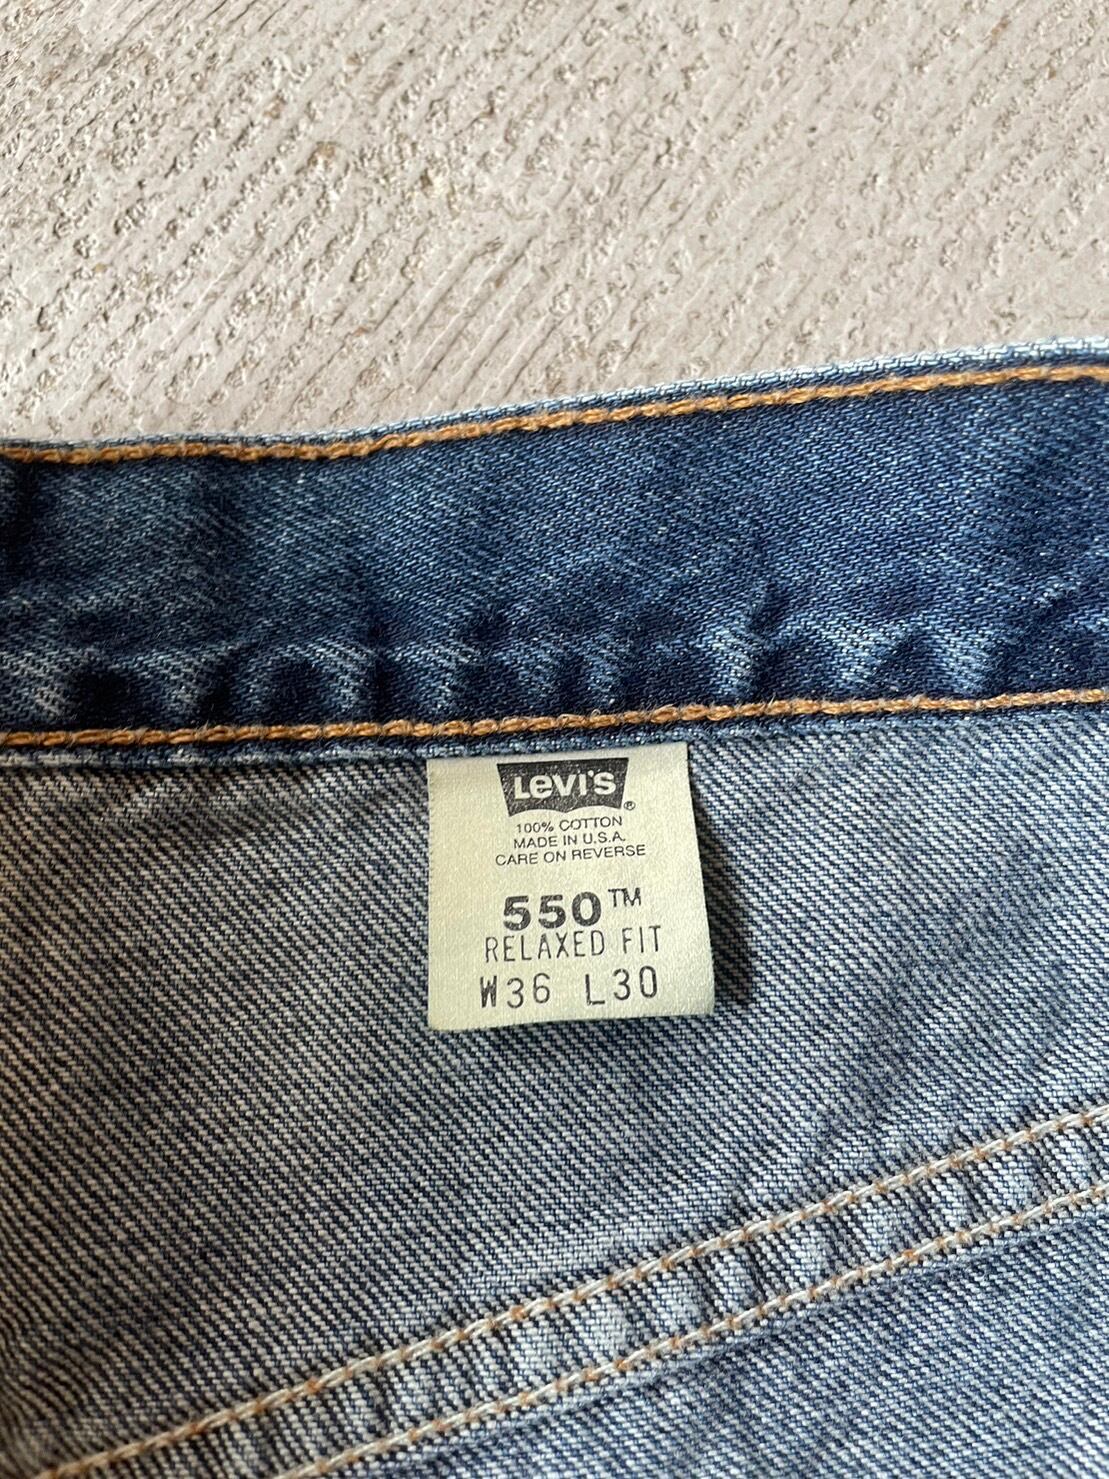 Levi's ®
100% COTTON
MADE IN U.S.A.
CARE ON REVERSE
550™
RELAXED FIT
W36 L30